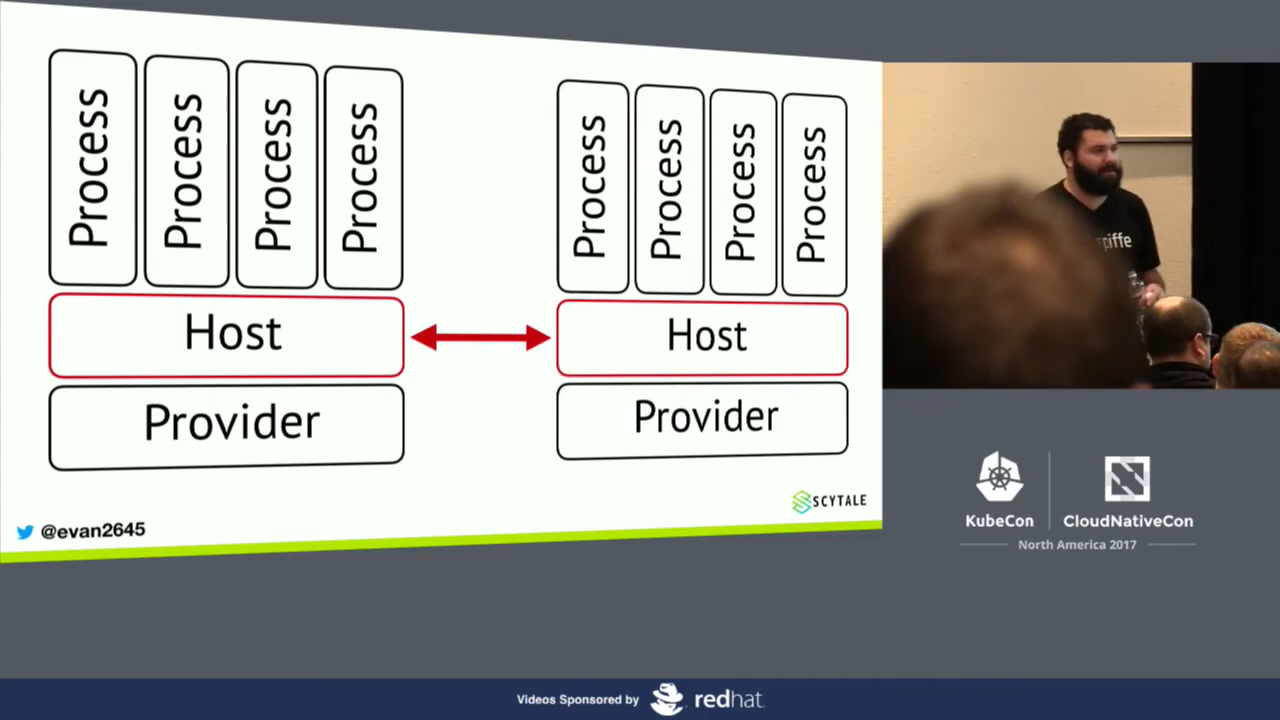 Process
Process
Process
Process
Host
Provider
Process
Process
Process
Process
Host
Provider
@evan2645
SCYTALE
piffe
KubeCon
CloudNativeCon
North America 2017
Videos Sponsored by
redhat.